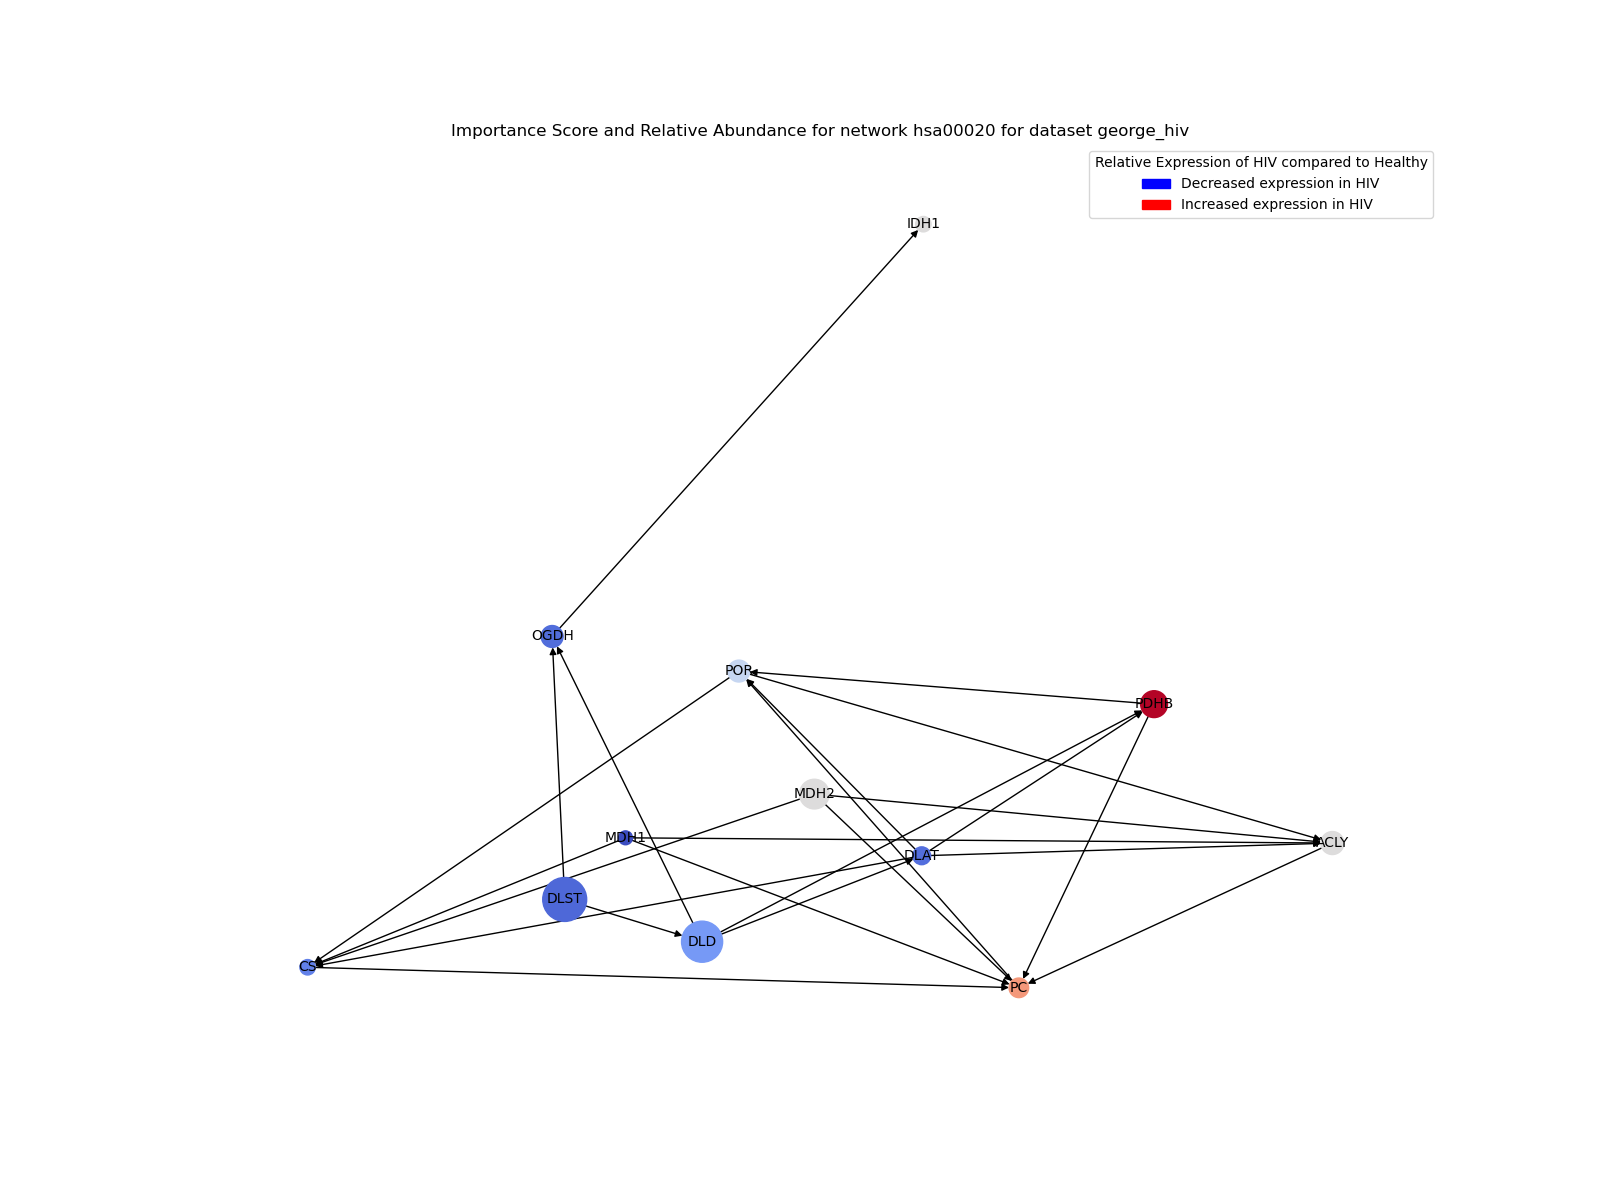 Importance Score and Relative Abundance for network hsa00020 for dataset george_hiv
Relative Expression of HIV compared to Healthy
Decreased expression in HIV
Increased expression in HIV
IDH1
OGDH
POR
PDHB
MDH2
MDH1
ACLY
DLAT
DLST
DLD
CS
PC